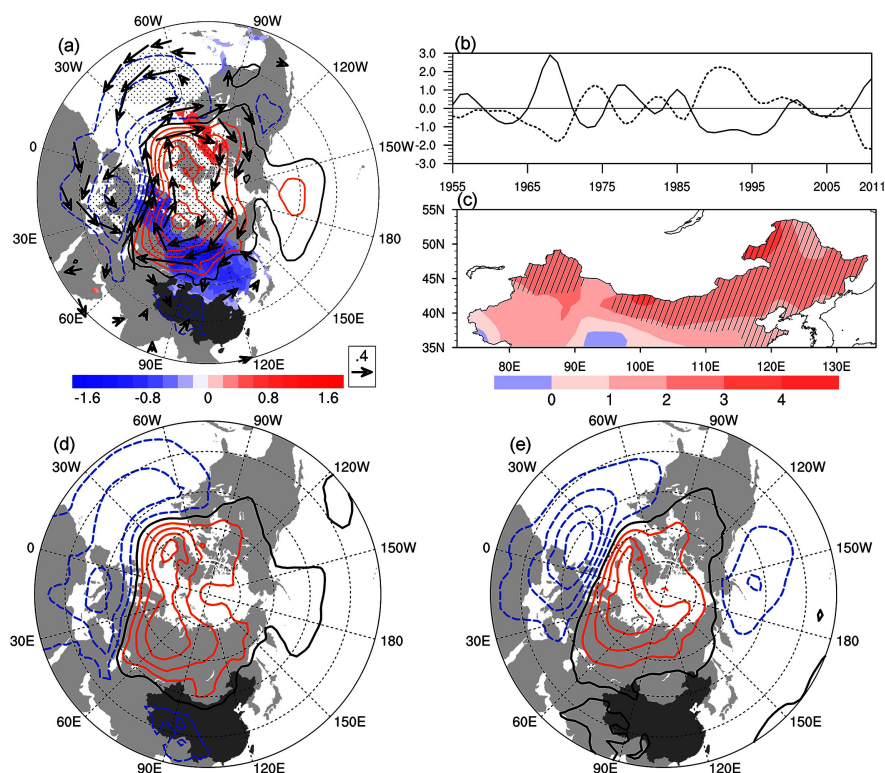 (a)
60W
90W
30W
120W
0
150W
30E
180
60E
150E
90E
120E
.4
-1.6 -0.8 0 0.8 1.6
(b)
3.0
2.0
1.0
0.0
-1.0
-2.0
-3.0
1955 1965 1975 1985 1995 2005 2011
(c)
55N
50N
45N
40N
35N
80E 90E 100E 110E 120E 130E
0 1 2 3 4
(d)
60W
90W
30W
120W
0
150W
30E
180
60E
150E
90E
120E
(e)
60W
90W
30W
120W
0
150W
30E
180
60E
150E
90E
120E